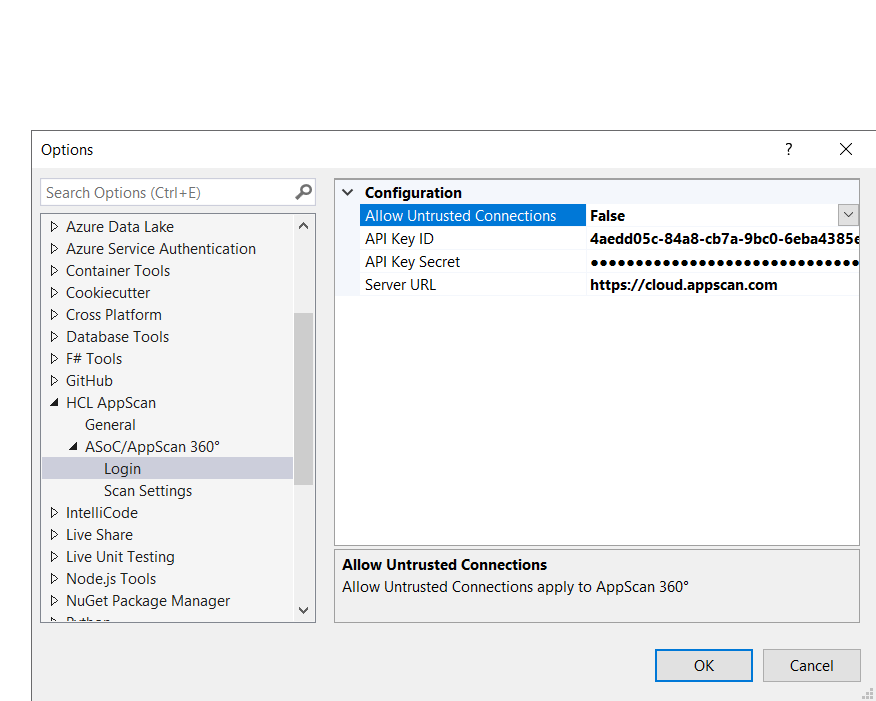 Options
?
Search Options (Ctrl+E)
Azure Data Lake
Azure Service Authentication
Container Tools
Cookiecutter
Cross Platform
Database Tools
F# Tools
GitHub
HCL AppScan
General
ASoC/AppScan 360°
Login
Scan Settings
IntelliCode
Live Share
Live Unit Testing
Node.js Tools
NuGet Package Manager
Python
Configuration
Allow Untrusted Connections False
API Key ID 4aedd05c-84a8-cb7a-9bc0-6eba4385e
API Key Secret ●●●●●●●●●●●●●●●●●●●●●●●●●●●●●●
Server URL https://cloud.appscan.com
Allow Untrusted Connections
Allow Untrusted Connections apply to AppScan 360°
OK Cancel